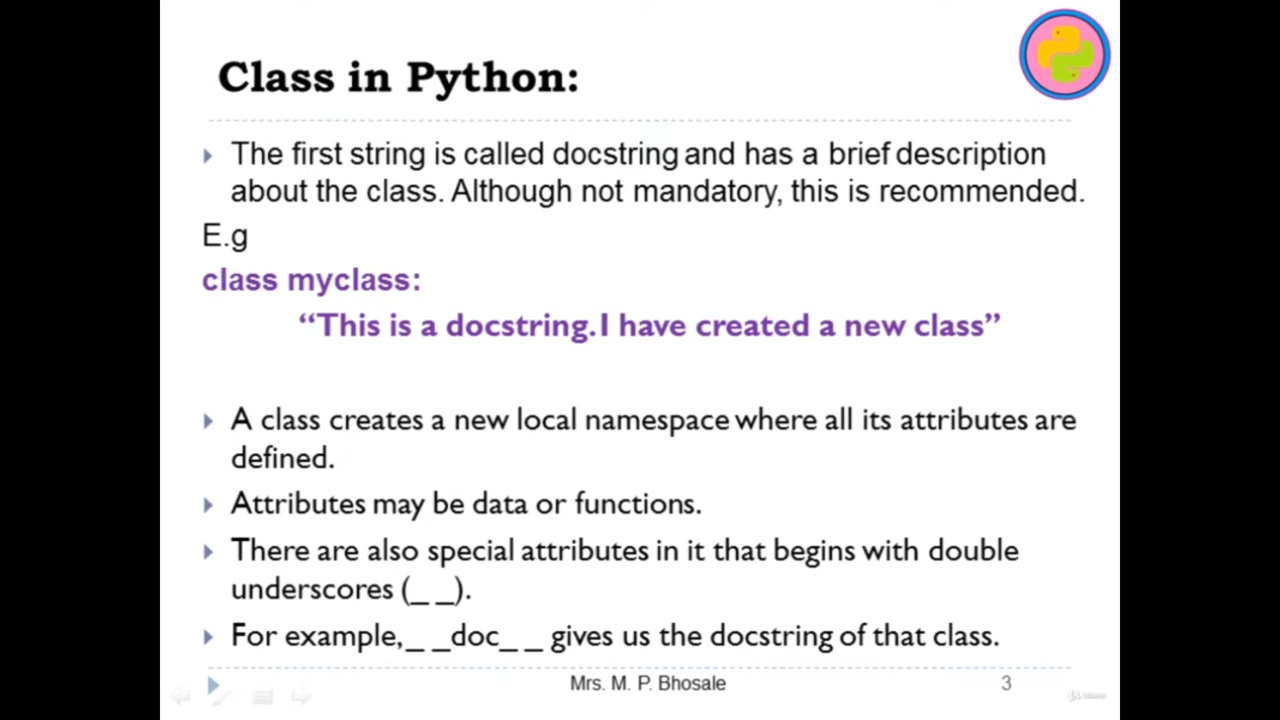 Class in Python:
The first string is called docstring and has a brief description
about the class. Although not mandatory, this is recommended.
E.g
class myclass:
“This is a docstring.I have created a new class”
A class creates a new local namespace where all its attributes are
defined.
Attributes may be data or functions.
There are also special attributes in it that begins with double
underscores (_ _).
For example,_ _doc_ _ gives us the docstring of that class.
Mrs. M. P. Bhosale 3